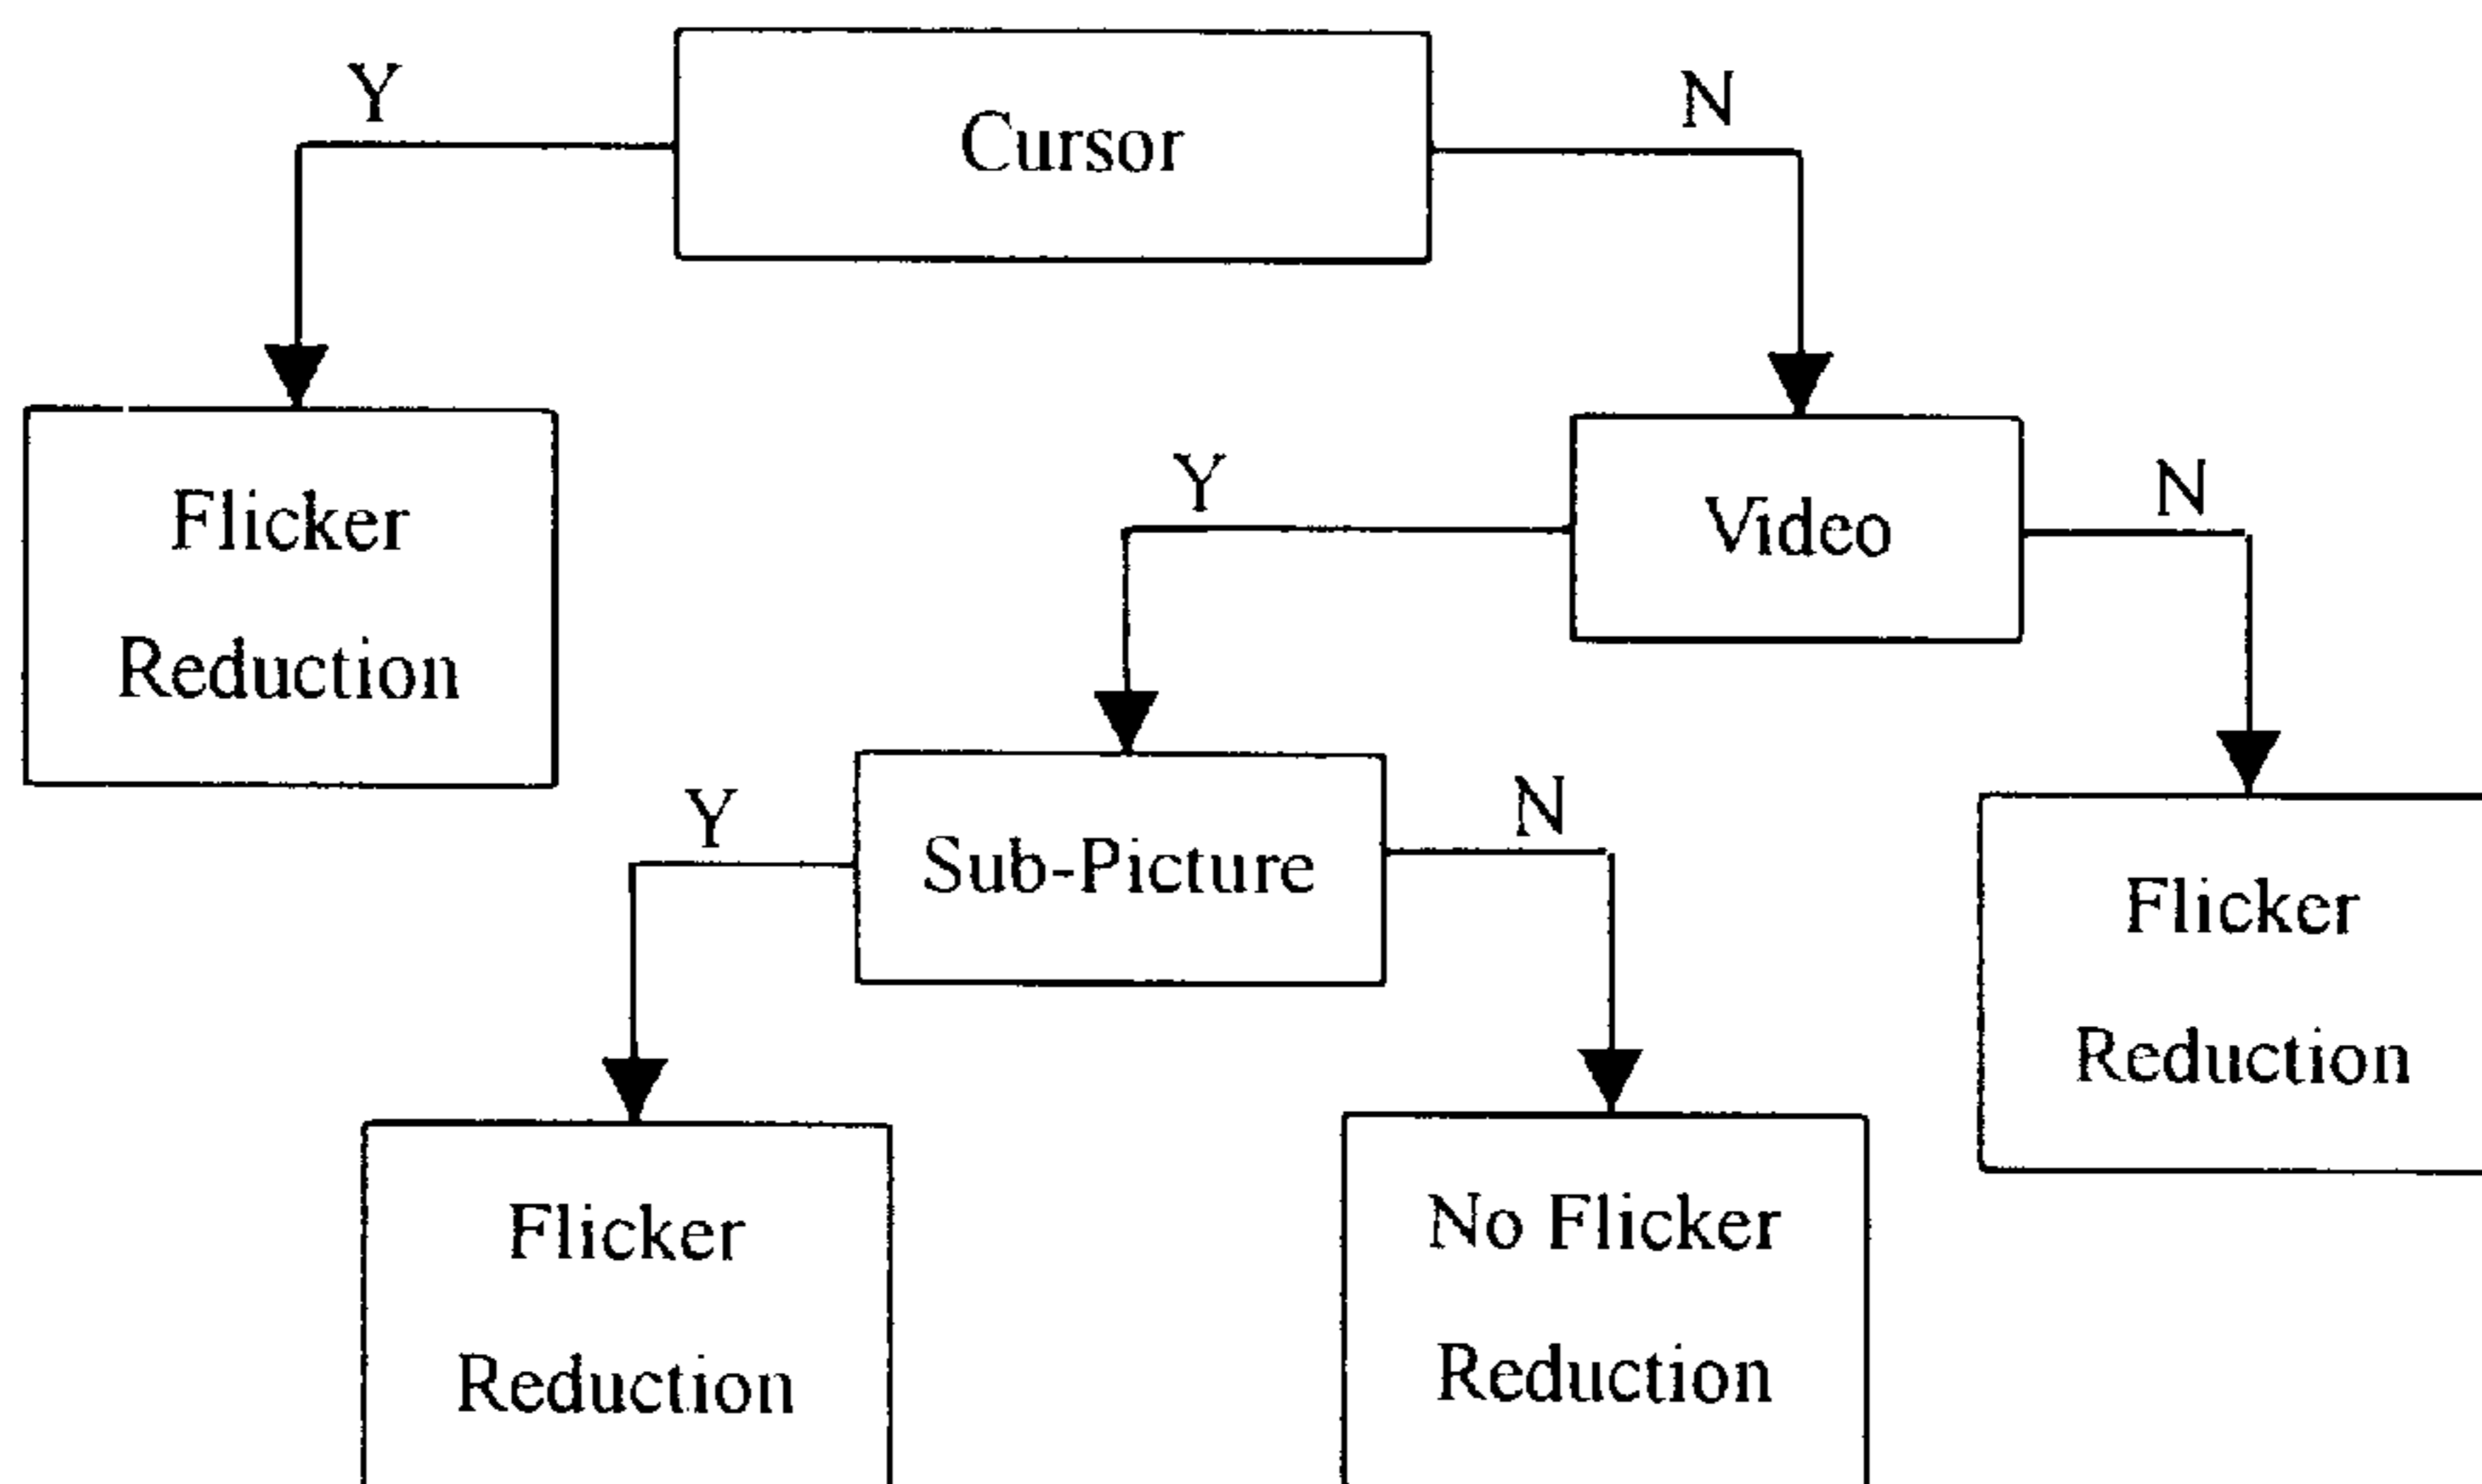 Y
Cursor
N
Flicker
Reduction
Y
Video
N
Y
Sub-Picture
N
Flicker
Reduction
Flicker
Reduction
No Flicker
Reduction